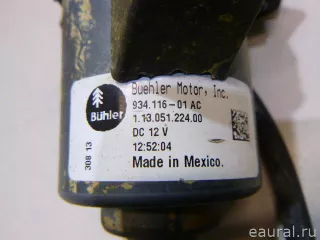 Buehler Motor, Inc.
934.116-01 AC
1.13.051.224.00
DC 12 V
12:52:04
Made in Mexico.
Bühler
308 13
eaural.ru